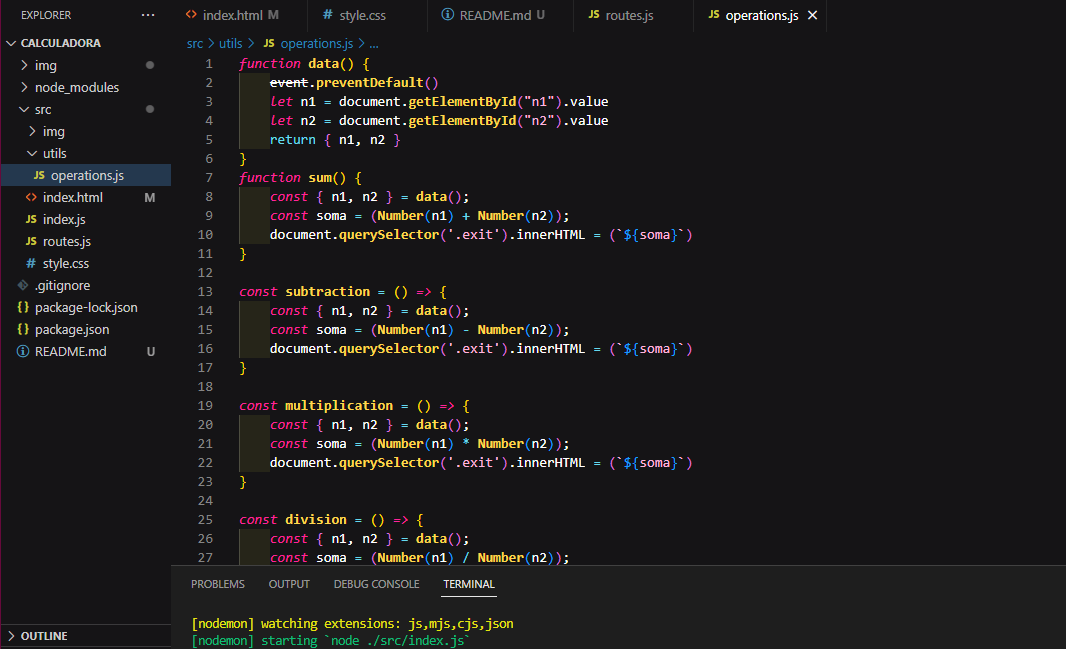 EXPLORER ...
CALCULADORA
img
node_modules
src
img
utils
JS operations.js
<> index.html M
JS index.js
JS routes.js
# style.css
.gitignore
{} package-lock.json
{} package.json
README.md U
OUTLINE
<> index.html M # style.css README.md U JS routes.js JS operations.js ×
src > utils > JS operations.js > ...
1 function data() {
2     event.preventDefault()
3     let n1 = document.getElementById("n1").value
4     let n2 = document.getElementById("n2").value
5     return { n1, n2 }
6 }
7 function sum() {
8     const { n1, n2 } = data();
9     const soma = (Number(n1) + Number(n2));
10     document.querySelector('.exit').innerHTML = (`${soma}`)
11 }
12
13 const subtraction = () => {
14     const { n1, n2 } = data();
15     const soma = (Number(n1) - Number(n2));
16     document.querySelector('.exit').innerHTML = (`${soma}`)
17 }
18
19 const multiplication = () => {
20     const { n1, n2 } = data();
21     const soma = (Number(n1) * Number(n2));
22     document.querySelector('.exit').innerHTML = (`${soma}`)
23 }
24
25 const division = () => {
26     const { n1, n2 } = data();
27     const soma = (Number(n1) / Number(n2));
PROBLEMS OUTPUT DEBUG CONSOLE TERMINAL
[nodemon] watching extensions: js,mjs,cjs,json
[nodemon] starting `node ./src/index.js`